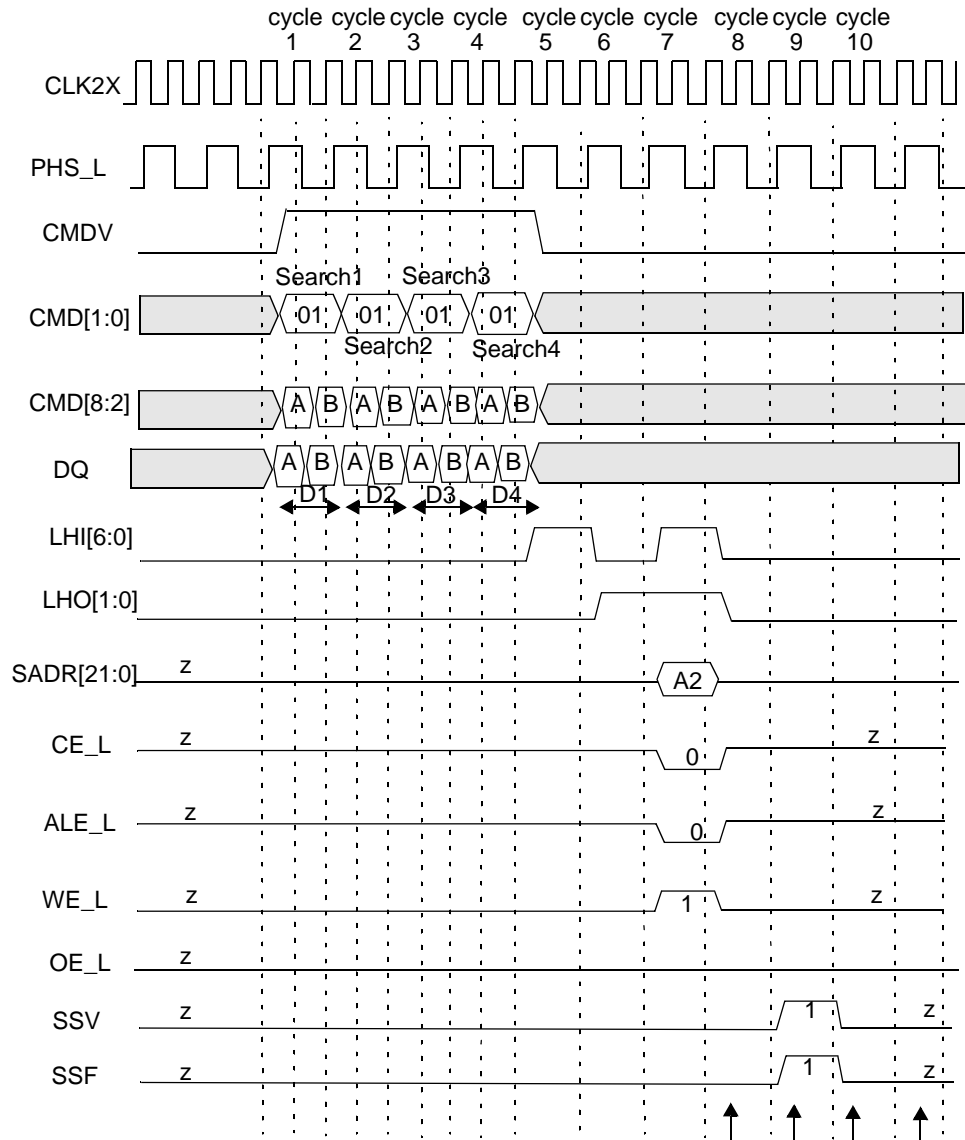 cycle cycle cycle cycle cycle cycle cycle cycle cycle cycle
1 2 3 4 5 6 7 8 9 10
CLK2X
PHS_L
CMDV
Search1 Search3
CMD[1:0] 01 01 01 01
Search2 Search4
CMD[8:2] A B A B A B A B
DQ A B A B A B A B
D1 D2 D3 D4
LHI[6:0]
LHO[1:0]
SADR[21:0] z A2
CE_L z 0 z
ALE_L z 0 z
WE_L z 1 z
OE_L z
SSV z 1 z
SSF z 1 z